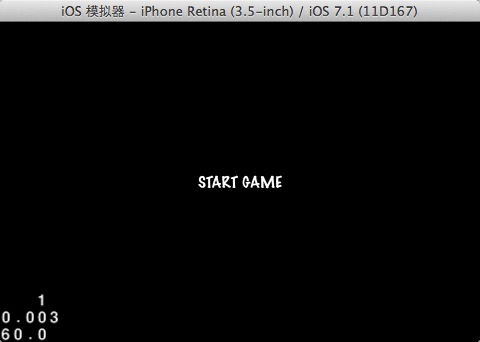 iOS 模拟器 - iPhone Retina (3.5-inch) / iOS 7.1 (11D167)
START GAME
1
0.003
60.0